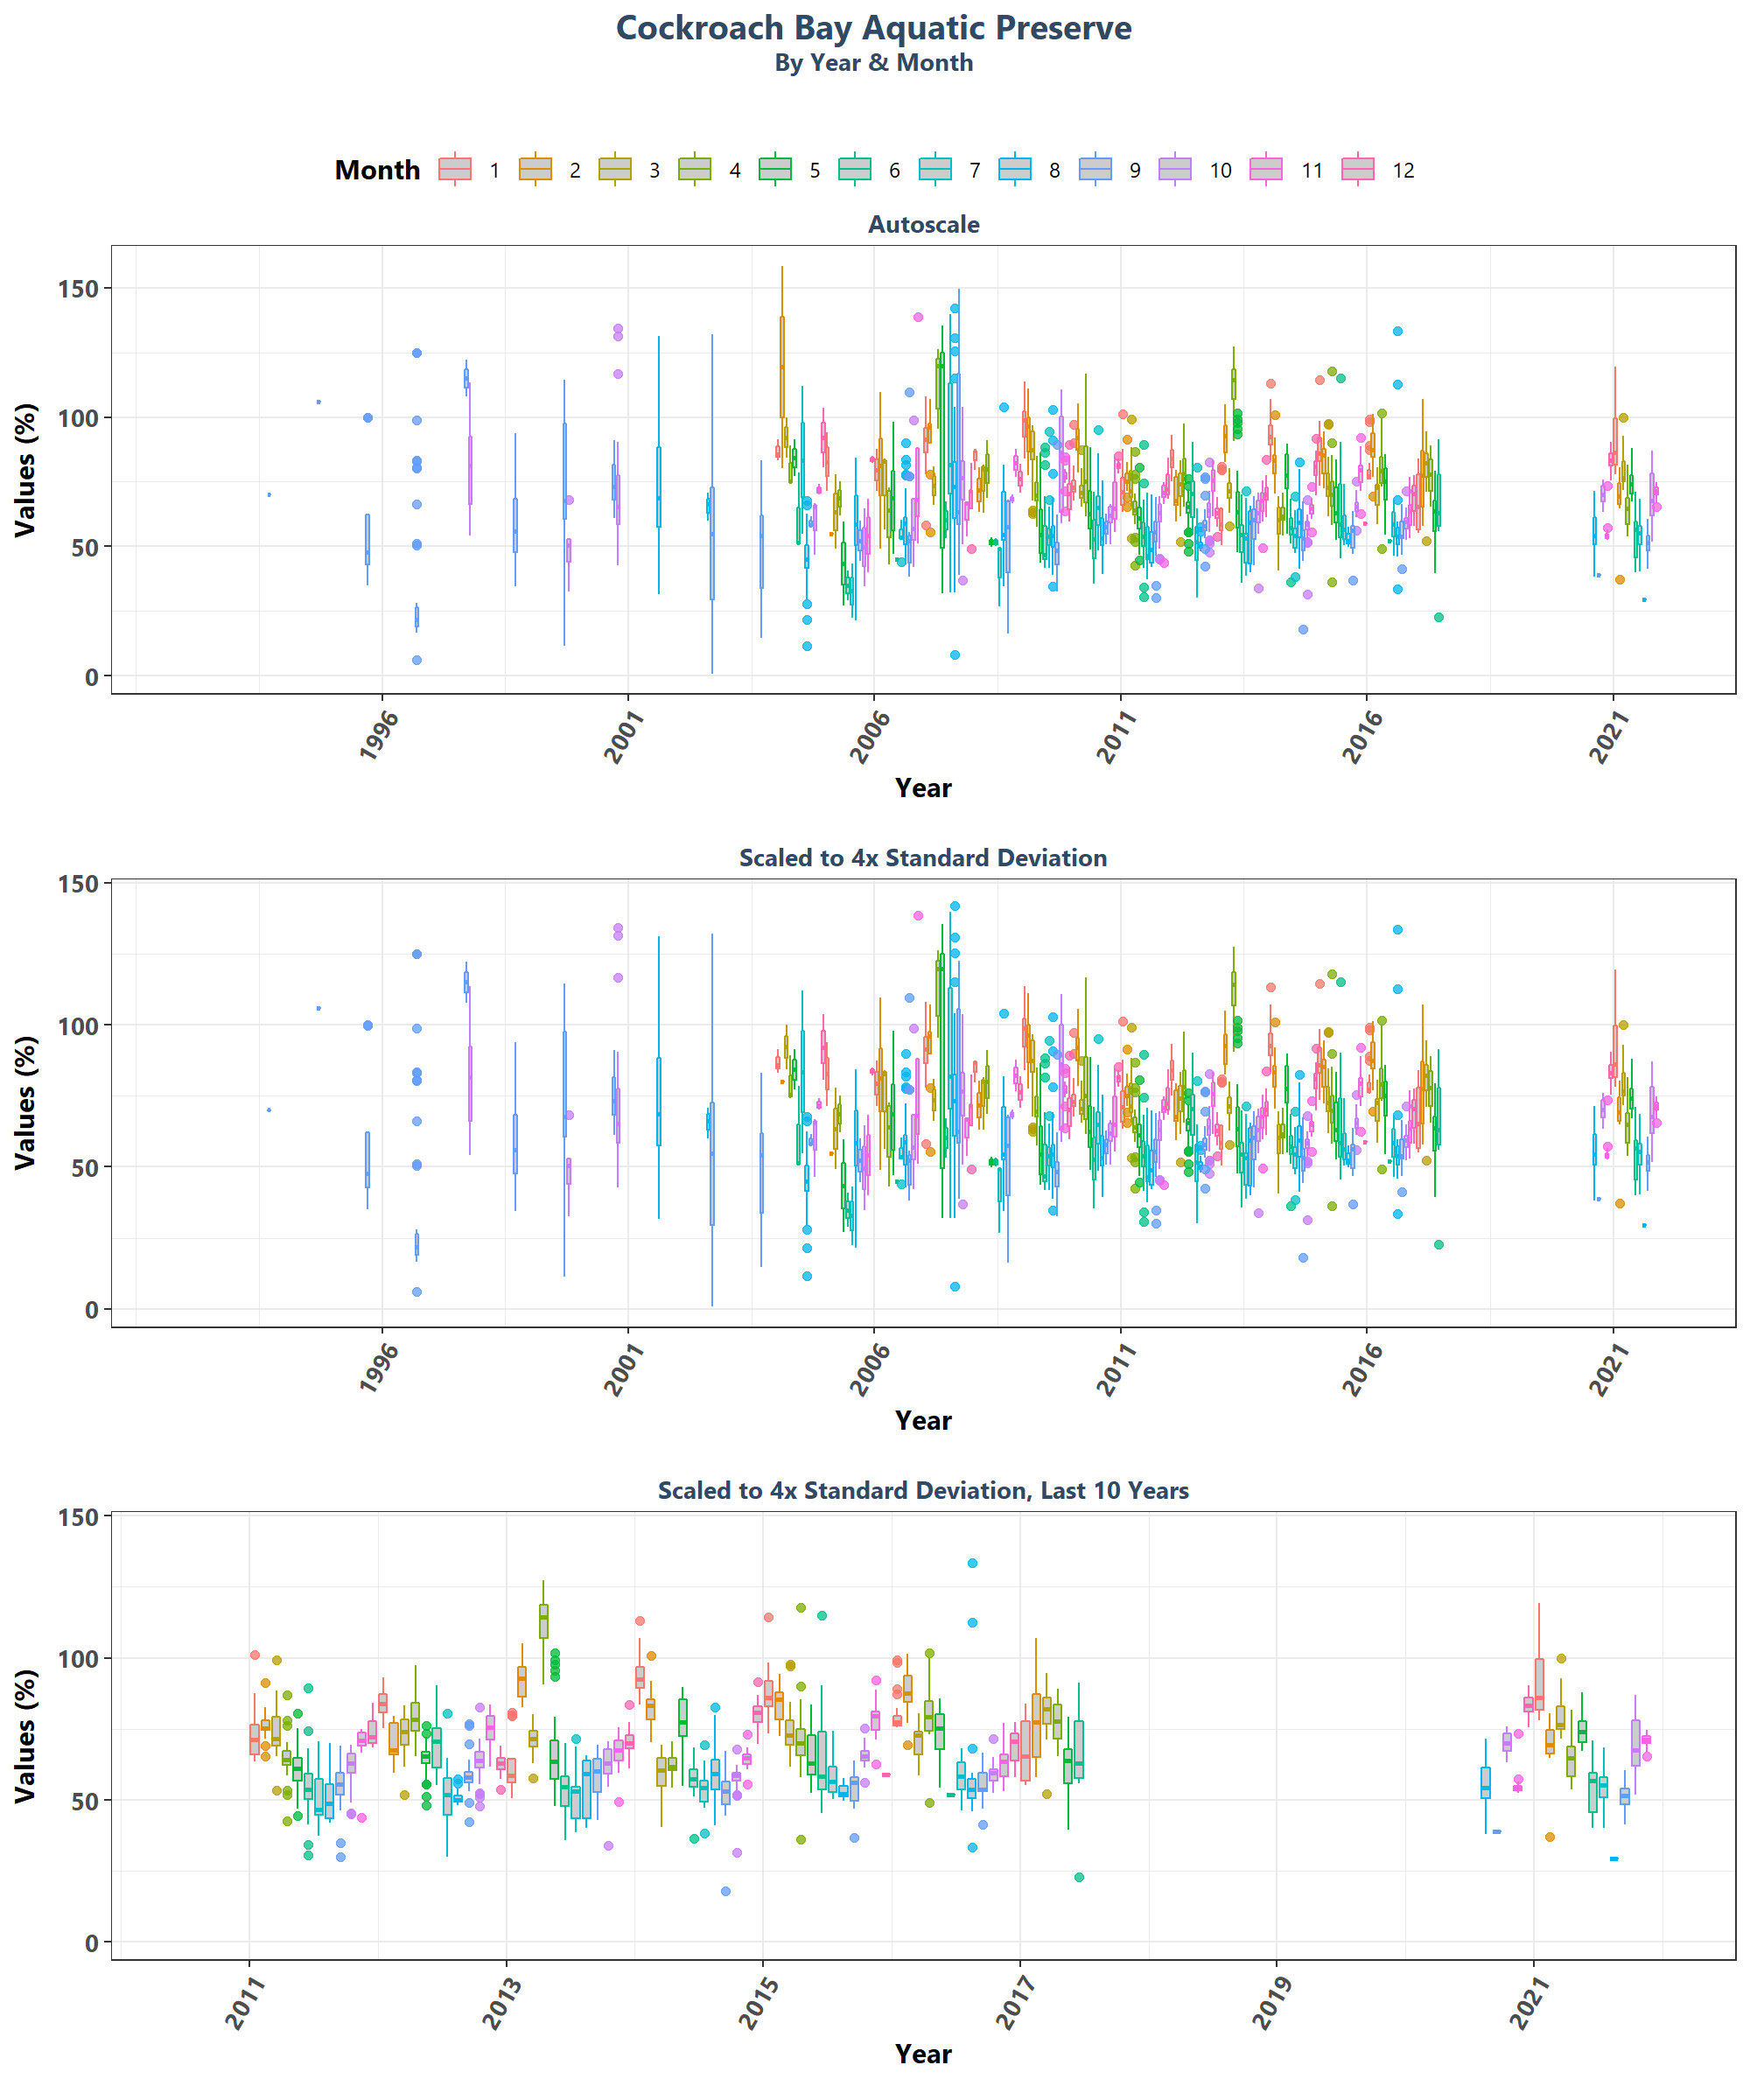 Cockroach Bay Aquatic Preserve
By Year & Month
Month 1 2 3 4 5 6 7 8 9 10 11 12
Autoscale
150
100
50
0
Values (%)
1996 2001 2006 2011 2016 2021
Year
Scaled to 4x Standard Deviation
150
100
50
0
Values (%)
1996 2001 2006 2011 2016 2021
Year
Scaled to 4x Standard Deviation, Last 10 Years
150
100
50
0
Values (%)
2011 2013 2015 2017 2019 2021
Year